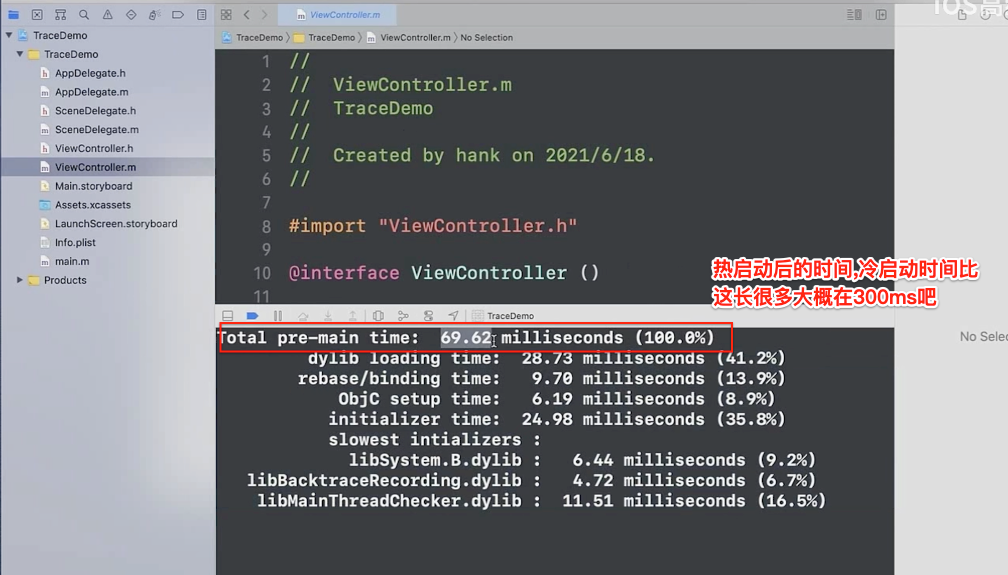 ViewController.m
TraceDemo
TraceDemo
AppDelegate.h
AppDelegate.m
SceneDelegate.h
SceneDelegate.m
ViewController.h
ViewController.m
Main.storyboard
Assets.xcassets
LaunchScreen.storyboard
Info.plist
main.m
Products
TraceDemo 〉 TraceDemo 〉 ViewController.m 〉 No Selection
1 //
2 //  ViewController.m
3 //  TraceDemo
4 //
5 //  Created by hank on 2021/6/18.
6 //
7
8 #import "ViewController.h"
9
10 @interface ViewController ()
11
热启动后的时间,冷启动时间比
这长很多大概在300ms吧
No Selec
TraceDemo
Total pre-main time:  69.62 milliseconds (100.0%)
dylib loading time:  28.73 milliseconds (41.2%)
rebase/binding time:   9.70 milliseconds (13.9%)
ObjC setup time:   6.19 milliseconds (8.9%)
initializer time:  24.98 milliseconds (35.8%)
slowest intializers :
libSystem.B.dylib :   6.44 milliseconds (9.2%)
libBacktraceRecording.dylib :   4.72 milliseconds (6.7%)
libMainThreadChecker.dylib :  11.51 milliseconds (16.5%)